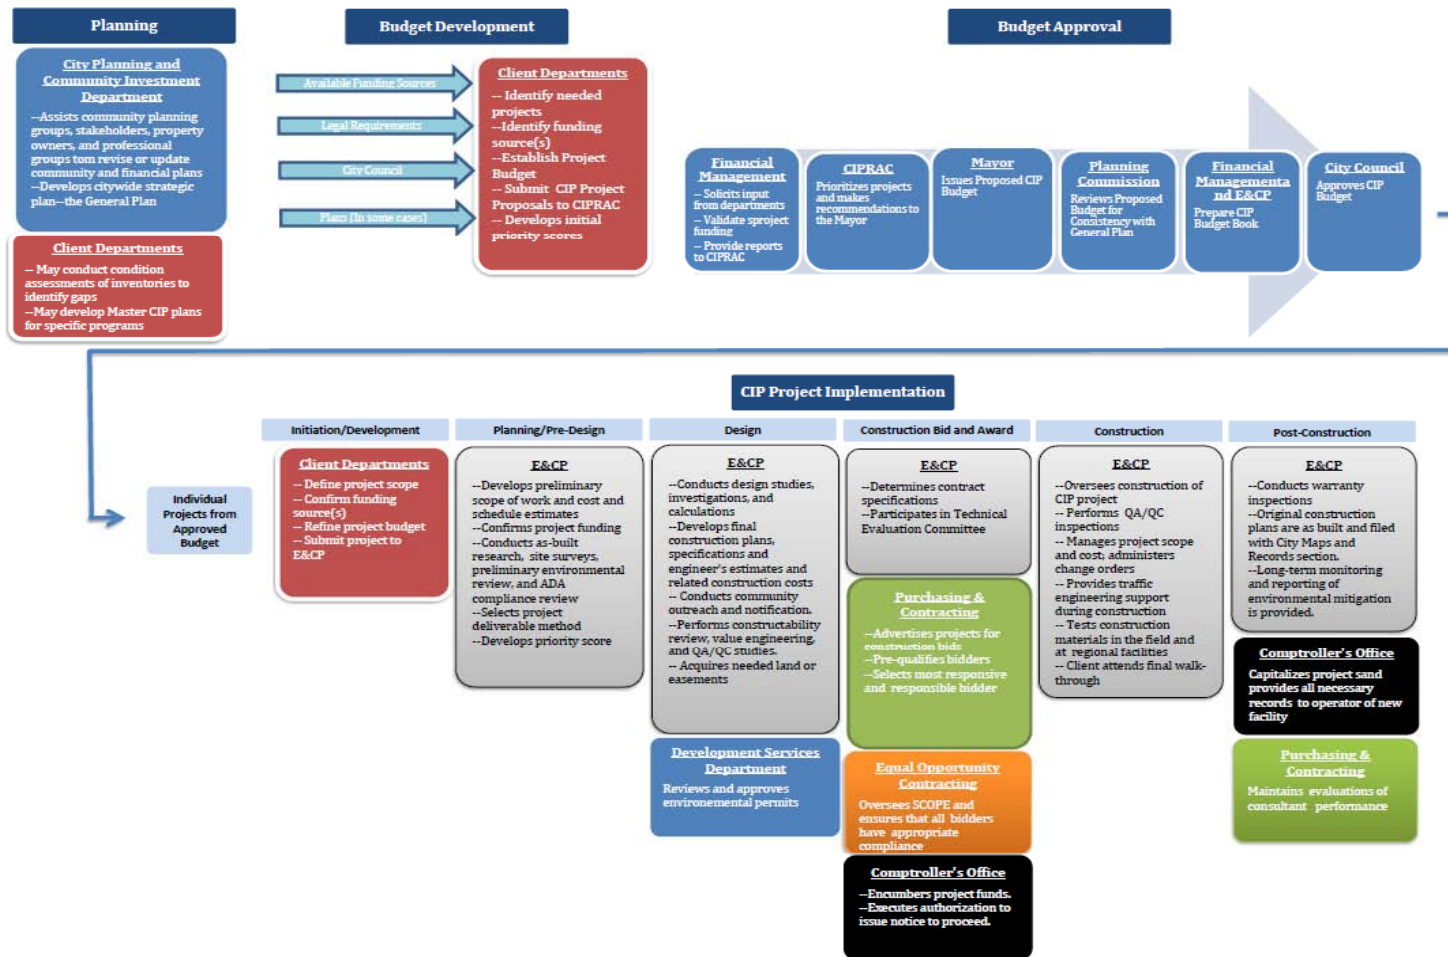 Planning
City Planning and
Community Investment
Department
--Assists community planning
groups, stakeholders, property
owners, and professional
groups tom revise or update
community and financial plans
--Develops citywide strategic
plan--the General Plan
Client Departments
-- May conduct condition
assessments of inventories to
identify gaps
--May develop Master CIP plans
for specific programs
Budget Development
Available Funding Sources
Legal Requirements
City Council
Plans (In some cases)
Client Departments
-- Identify needed
projects
--Identify funding
source(s)
--Establish Project
Budget
-- Submit CIP Project
Proposals to CIPRAC
-- Develops initial
priority scores
Budget Approval
Financial
Management
-- Solicits input
from departments
-- Validate sproject
funding
-- Provide reports
to CIPRAC
CIPRAC
Prioritizes projects
and makes
recommendations to
the Mayor
Mayor
Issues Proposed CIP
Budget
Planning
Commission
Reviews Proposed
Budget for
Consistency with
General Plan
Financial
Managementa
nd E&CP
Prepare CIP
Budget Book
City Council
Approves CIP
Budget
CIP Project Implementation
Individual
Projects from
Approved
Budget
Initiation/Development
Client Departments
-- Define project scope
-- Confirm funding
source(s)
-- Refine project budget
-- Submit project to
E&CP
Planning/Pre-Design
E&CP
--Develops preliminary
scope of work and cost and
schedule estimates
--Confirms project funding
--Conducts as-built
research, site surveys,
preliminary environmental
review, and ADA
compliance review
--Selects project
deliverable method
--Develops priority score
Design
E&CP
--Conducts design studies,
investigations, and
calculations
--Develops final
construction plans,
specifications and
engineer's estimates and
related construction costs
-- Conducts community
outreach and notification.
--Performs constructability
review, value engineering,
and QA/QC studies.
-- Acquires needed land or
easements
Development Services
Department
Reviews and approves
environemental permits
Construction Bid and Award
E&CP
--Determines contract
specifications
--Participates in Technical
Evaluation Committee
Purchasing &
Contracting
--Advertises projects for
construction bids
--Pre-qualifies bidders
--Selects most responsive
and responsible bidder
Equal Opportunity
Contracting
Oversees SCOPE and
ensures that all bidders
have appropriate
compliance
Comptroller's Office
--Encumbers project funds.
--Executes authorization to
issue notice to proceed.
Construction
E&CP
--Oversees construction of
CIP project
-- Performs QA/QC
inspections
-- Manages project scope
and cost; administers
change orders
-- Provides traffic
engineering support
during construction
-- Tests construction
materials in the field and
at regional facilities
-- Client attends final walk-
through
Post-Construction
E&CP
--Conducts warranty
inspections
--Original construction
plans are as built and filed
with City Maps and
Records section.
--Long-term monitoring
and reporting of
environmental mitigation
is provided.
Comptroller's Office
Capitalizes project sand
provides all necessary
records to operator of new
facility
Purchasing &
Contracting
Maintains evaluations of
consultant performance